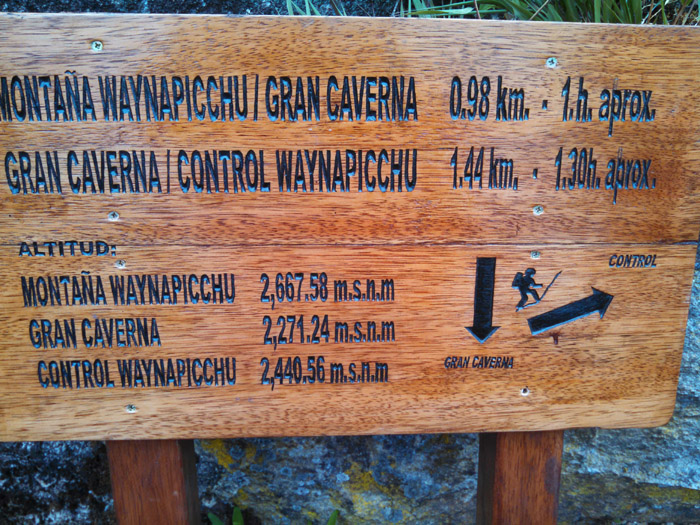 MONTAÑA WAYNAPICCHU / GRAN CAVERNA 0.98 km. - 1.h. aprox.
GRAN CAVERNA / CONTROL WAYNAPICCHU 1.44 km. - 1.30h. aprox.
ALTITUD:
MONTAÑA WAYNAPICCHU 2,667.58 m.s.n.m
GRAN CAVERNA 2,271.24 m.s.n.m
CONTROL WAYNAPICCHU 2,440.56 m.s.n.m
CONTROL
GRAN CAVERNA